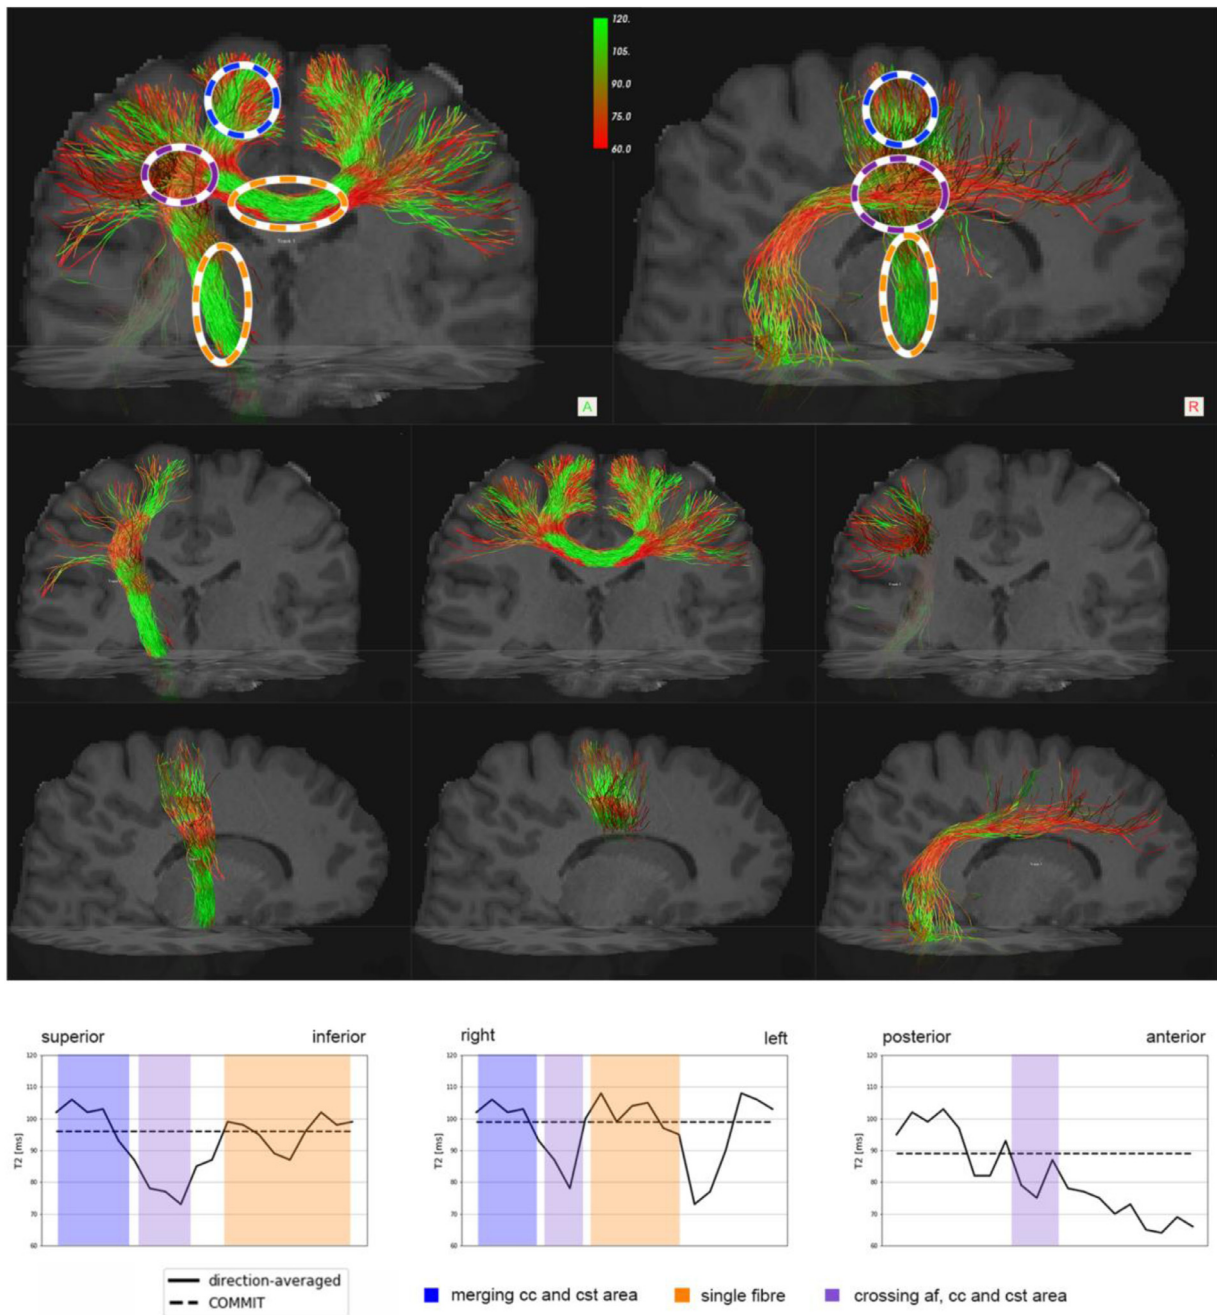 120.
105.
90.0
75.0
60.0
A
R
superior inferior
right left
posterior anterior
120
110
100
90
80
70
60
T2 [ms]
120
110
100
90
80
70
60
T2 [ms]
120
110
100
90
80
70
60
T2 [ms]
direction-averaged
COMMIT
merging cc and cst area
single fibre
crossing af, cc and cst area